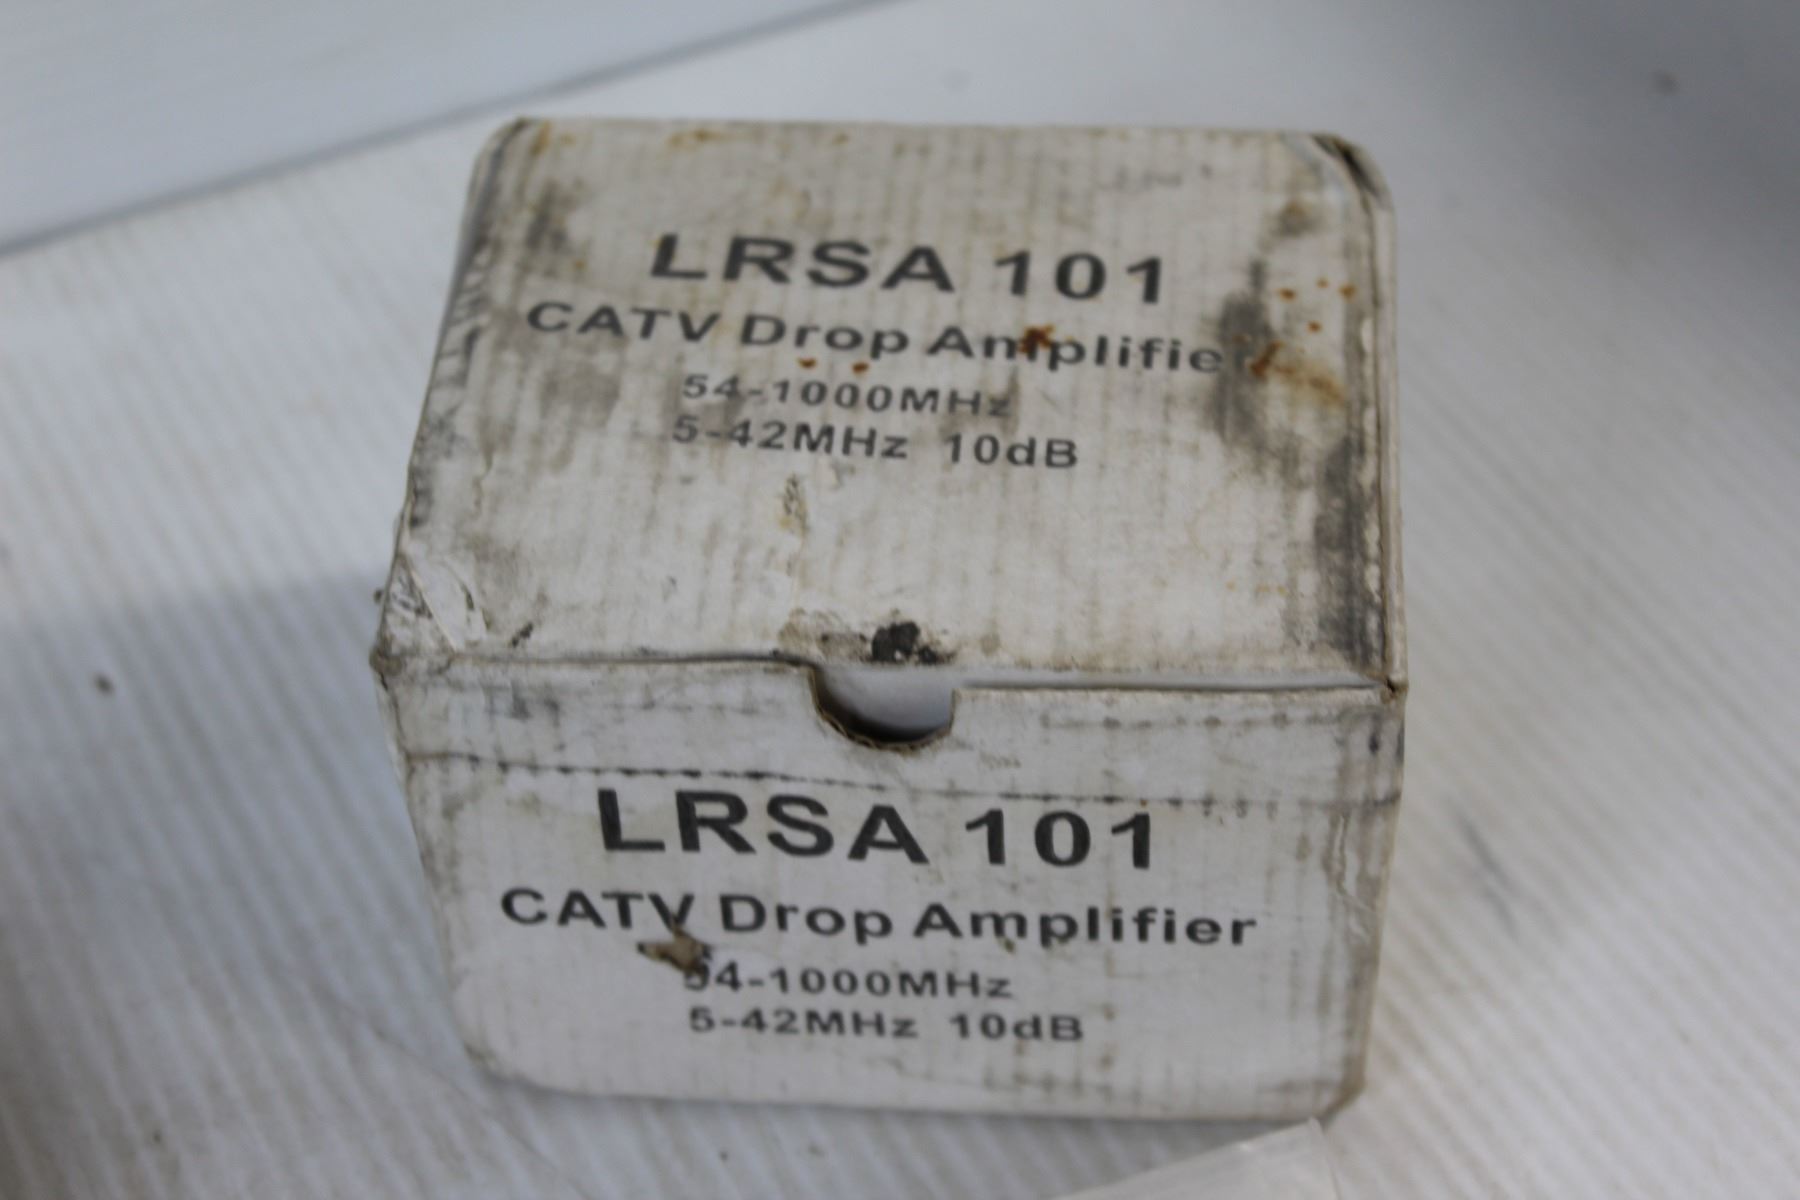 LRSA 101
CATV Drop Amplifier
54-1000MHz
5-42MHz 10dB
LRSA 101
CATV Drop Amplifier
54-1000MHz
5-42MHz 10dB